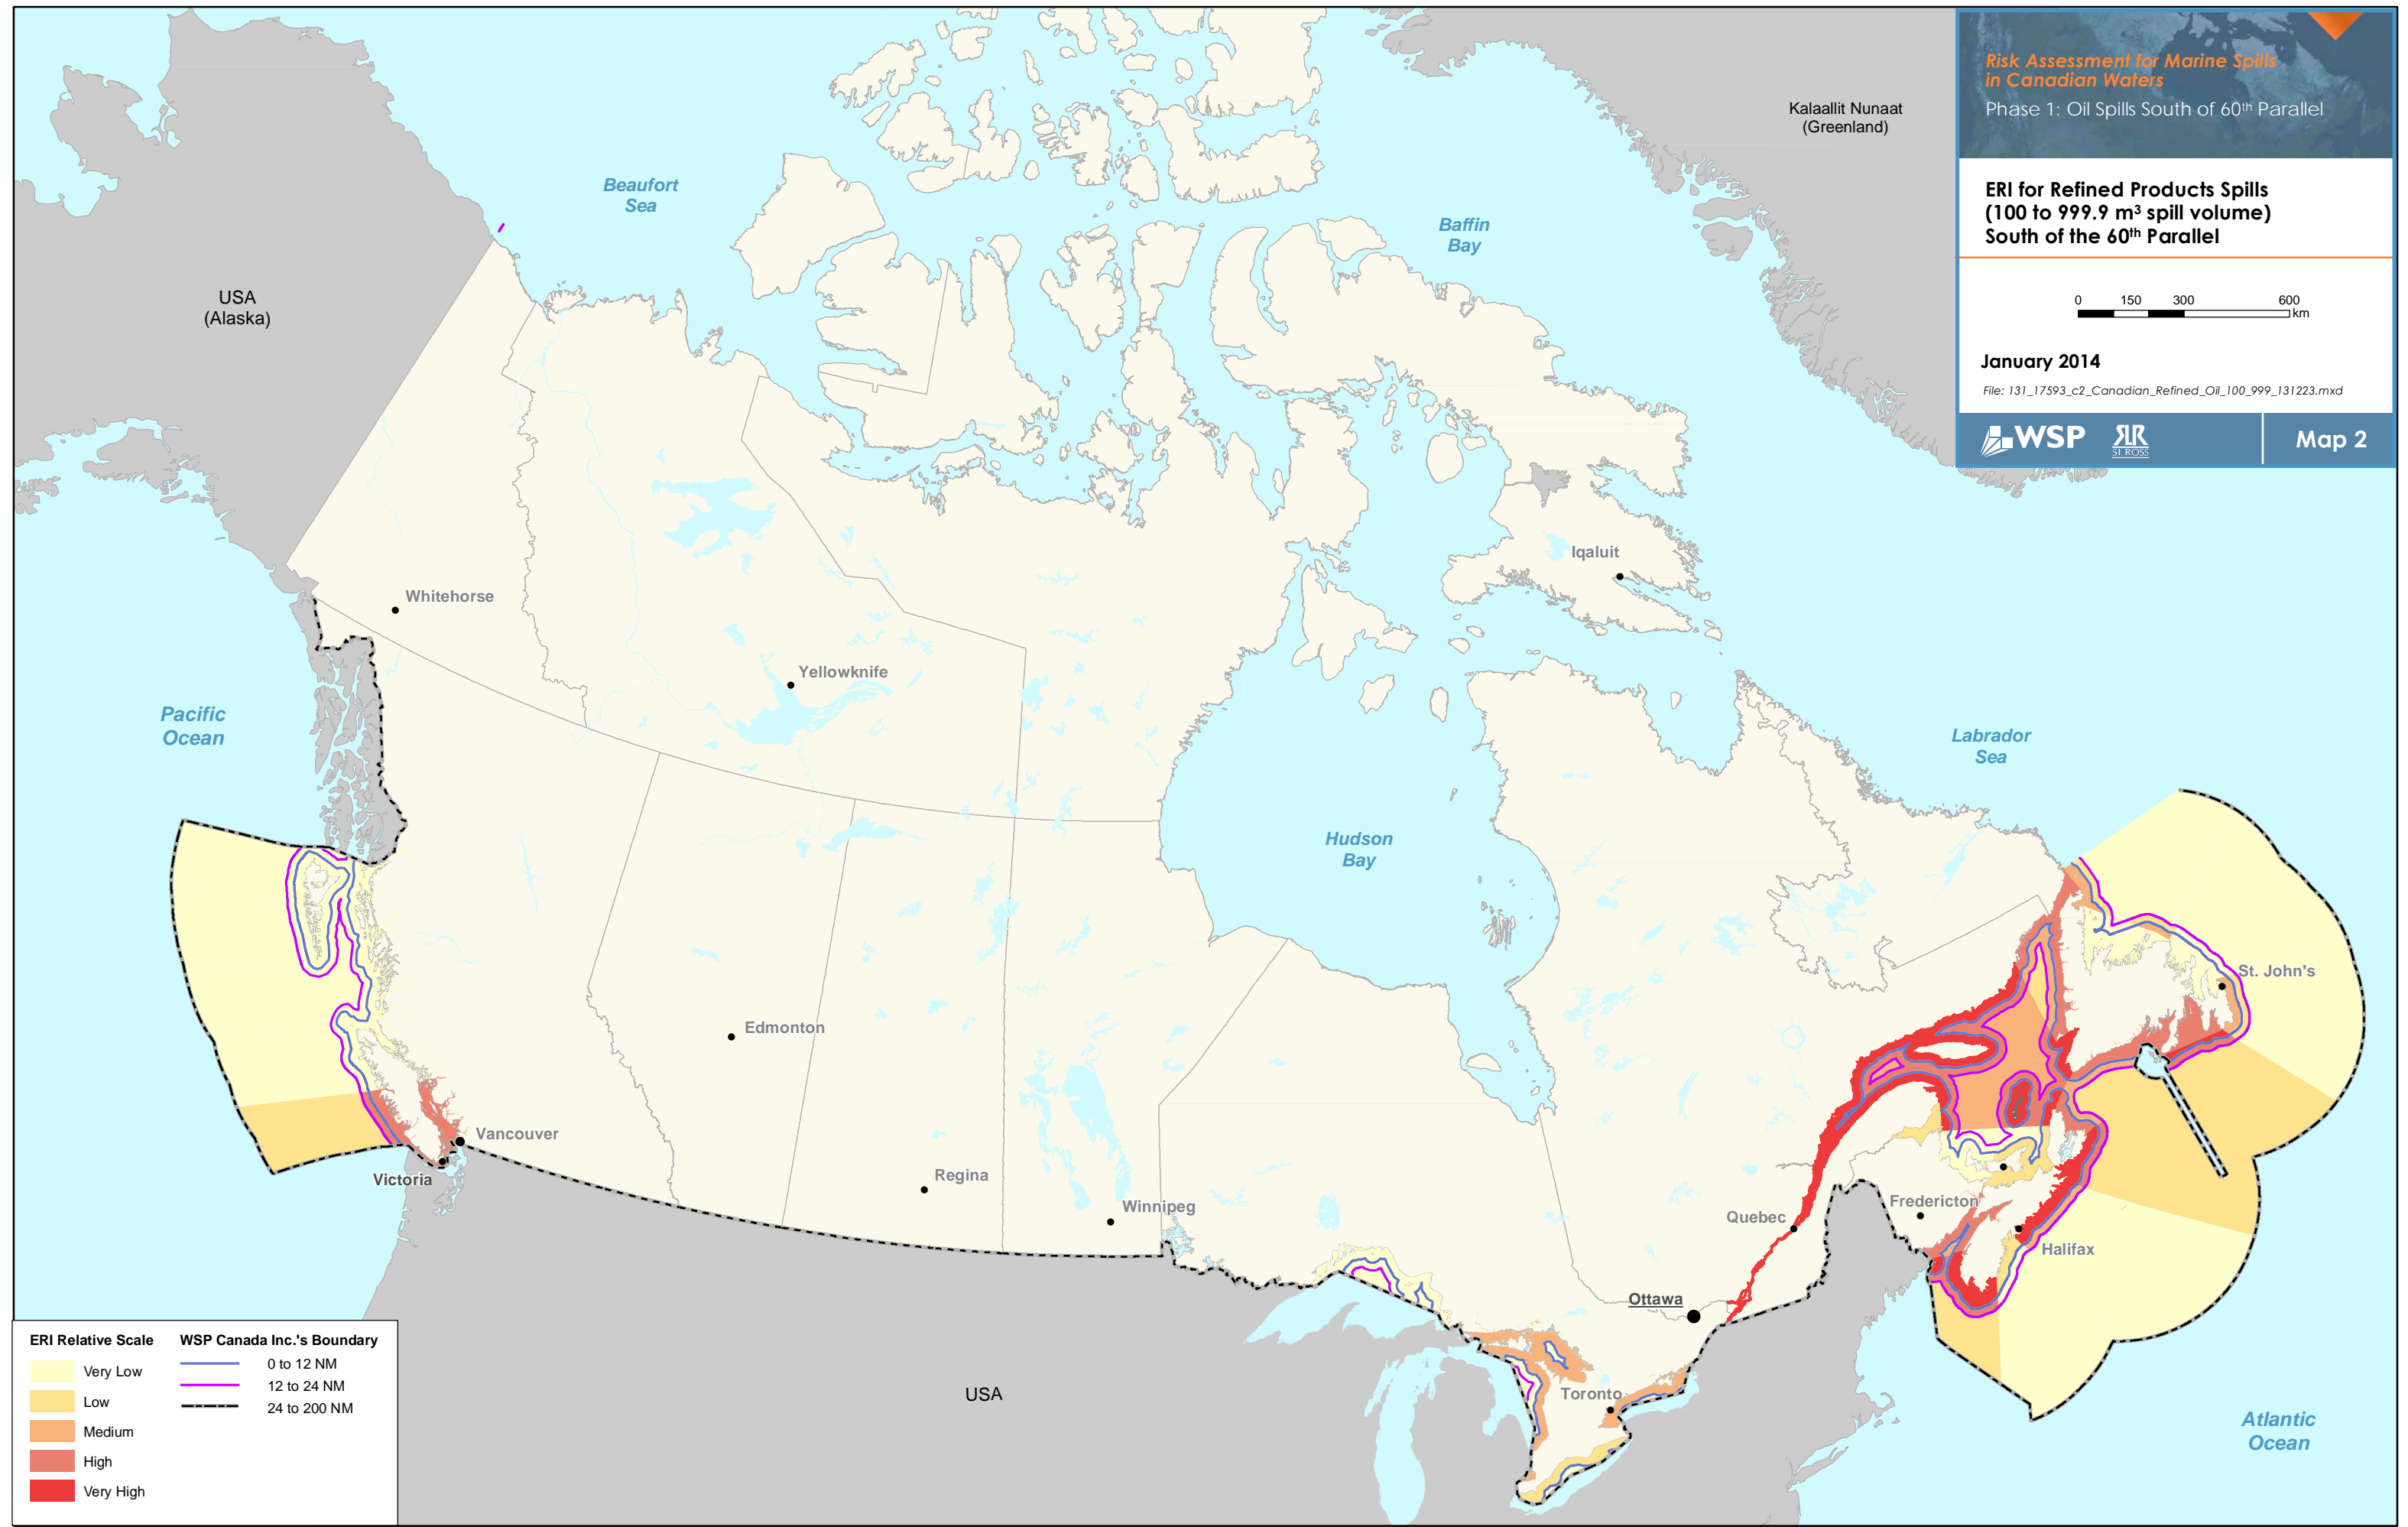 Risk Assessment for Marine Spills
in Canadian Waters
Phase 1: Oil Spills South of 60th Parallel
ERI for Refined Products Spills
(100 to 999.9 m³ spill volume)
South of the 60th Parallel
0 150 300 600
km
January 2014
File: 131_17593_c2_Canadian_Refined_Oil_100_999_131223.mxd
WSP
SLR
SL ROSS
Map 2
Kalaallit Nunaat
(Greenland)
Beaufort
Sea
Baffin
Bay
USA
(Alaska)
Iqaluit
Whitehorse
Yellowknife
Pacific
Ocean
Labrador
Sea
Hudson
Bay
St. John's
Edmonton
Vancouver
Victoria
Regina
Winnipeg
Quebec
Fredericton
Halifax
Ottawa
Toronto
USA
Atlantic
Ocean
ERI Relative Scale
Very Low
Low
Medium
High
Very High
WSP Canada Inc.'s Boundary
0 to 12 NM
12 to 24 NM
24 to 200 NM